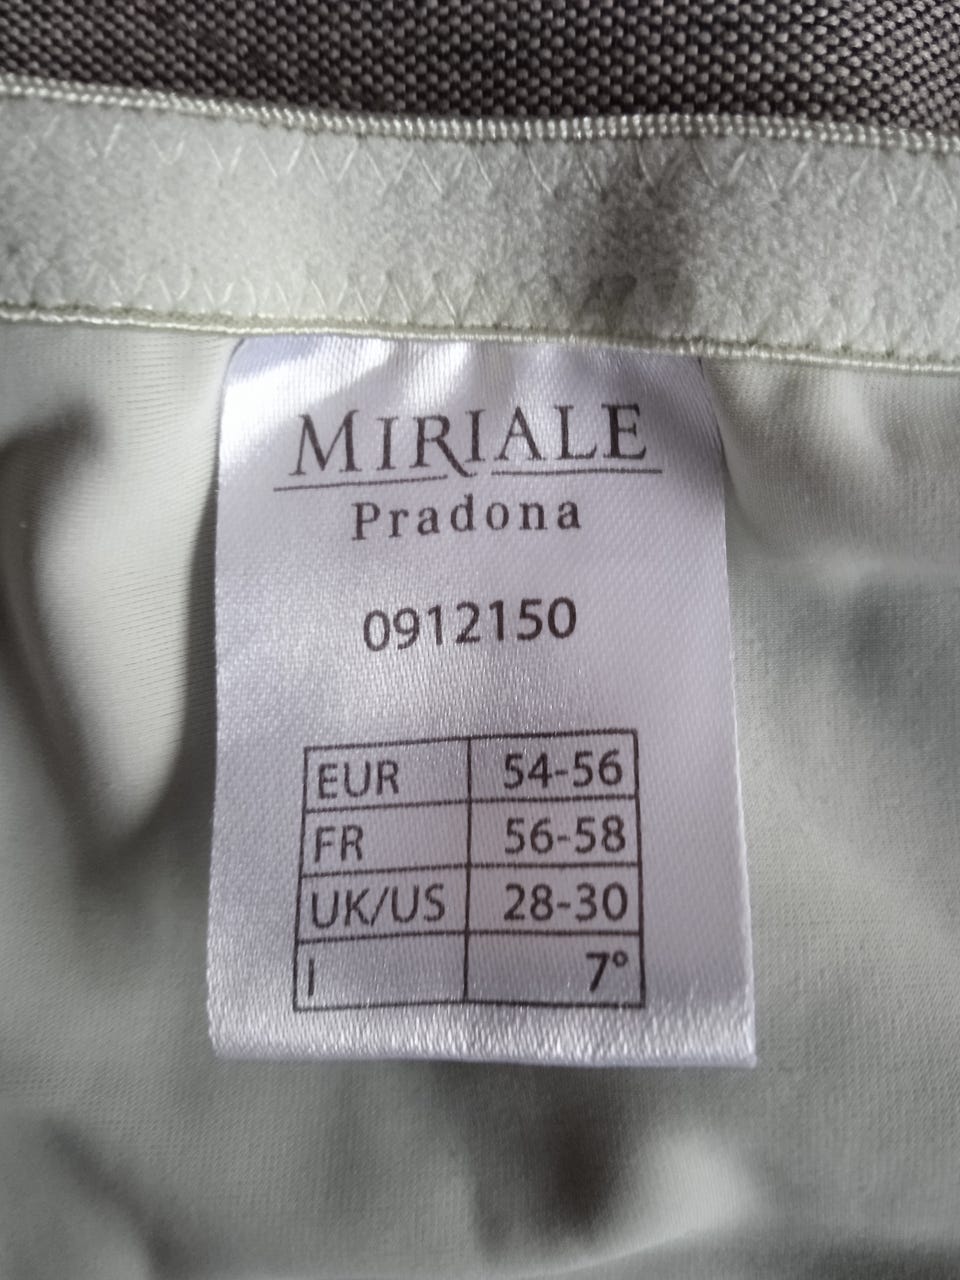 MIRIALE
Pradona
0912150
EUR 54-56
FR 56-58
UK/US 28-30
I 7°